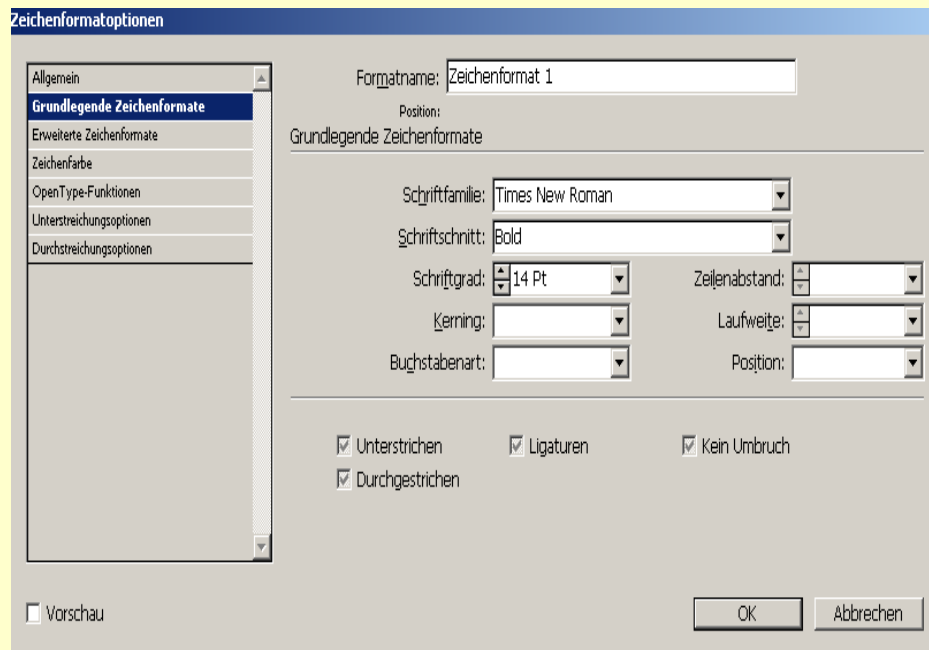 Zeichenformatoptionen
Allgemein
Grundlegende Zeichenformate
Erweiterte Zeichenformate
Zeichenfarbe
OpenType-Funktionen
Unterstreichungsoptionen
Durchstreichungsoptionen
Formatname: Zeichenformat 1
Position:
Grundlegende Zeichenformate
Schriftfamilie: Times New Roman
Schriftschnitt: Bold
Schriftgrad: 14 Pt Zeilenabstand:
Kerning: Laufweite:
Buchstabenart: Position:
Unterstrichen Ligaturen Kein Umbruch
Durchgestrichen
Vorschau OK Abbrechen